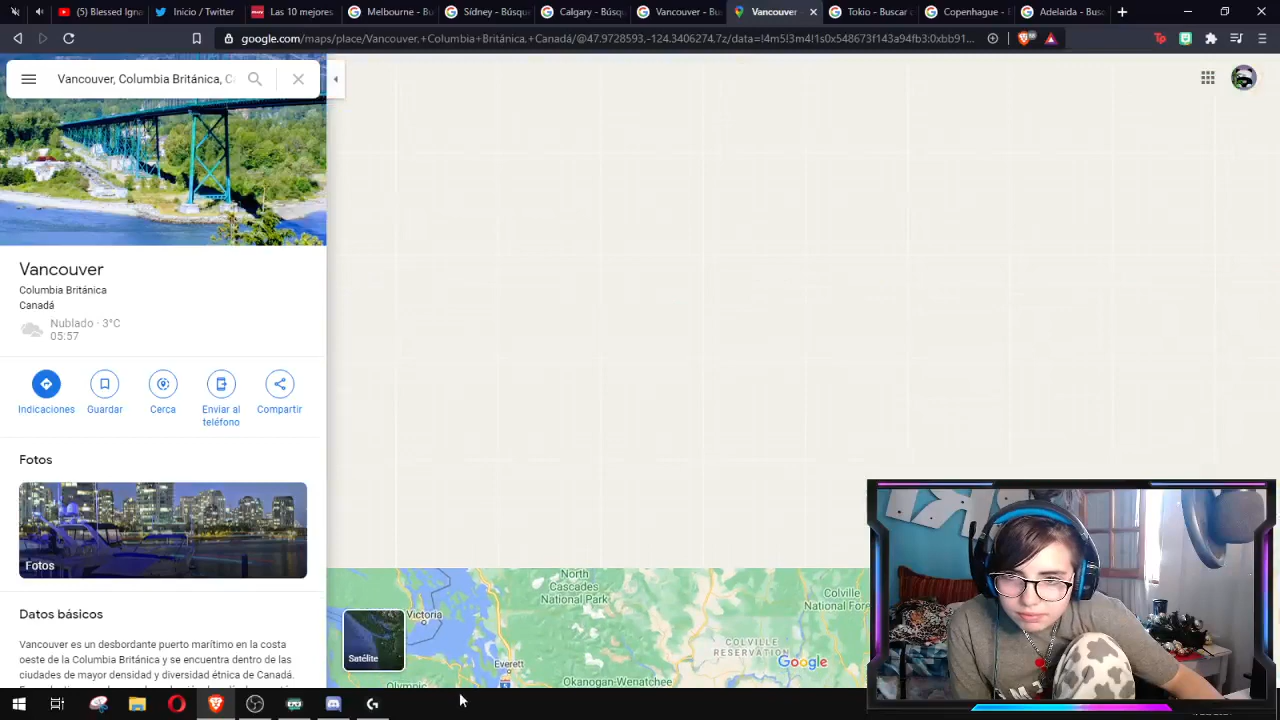 (5) Blessed Igna
Inicio / Twitter
Las 10 mejores
Melbourne - Bu
Sídney - Búsqu
Calgary - Búsqu
Vancouver - Bu
Vancouver -
Tokio - Buscar c
Copenhague - B
Adelaida - Busc
google.com/maps/place/Vancouver,+Columbia+Británica,+Canadá/@47.9728593,-124.3406274,7z/data=!4m5!3m4!1s0x548673f143a94fb3:0xbb91...
Vancouver, Columbia Británica, C
Vancouver
Columbia Británica
Canadá
Nublado · 3°C
05:57
Indicaciones
Guardar
Cerca
Enviar al
teléfono
Compartir
Fotos
Fotos
Datos básicos
Vancouver es un desbordante puerto marítimo en la costa
oeste de la Columbia Británica y se encuentra dentro de las
ciudades de mayor densidad y diversidad étnica de Canadá.
Satélite
Victoria
North
Cascades
National Park
Everett
Olympic
Okanogan-Wenatchee
COLVILLE
RESERVATION
Colville
National Fore
Google